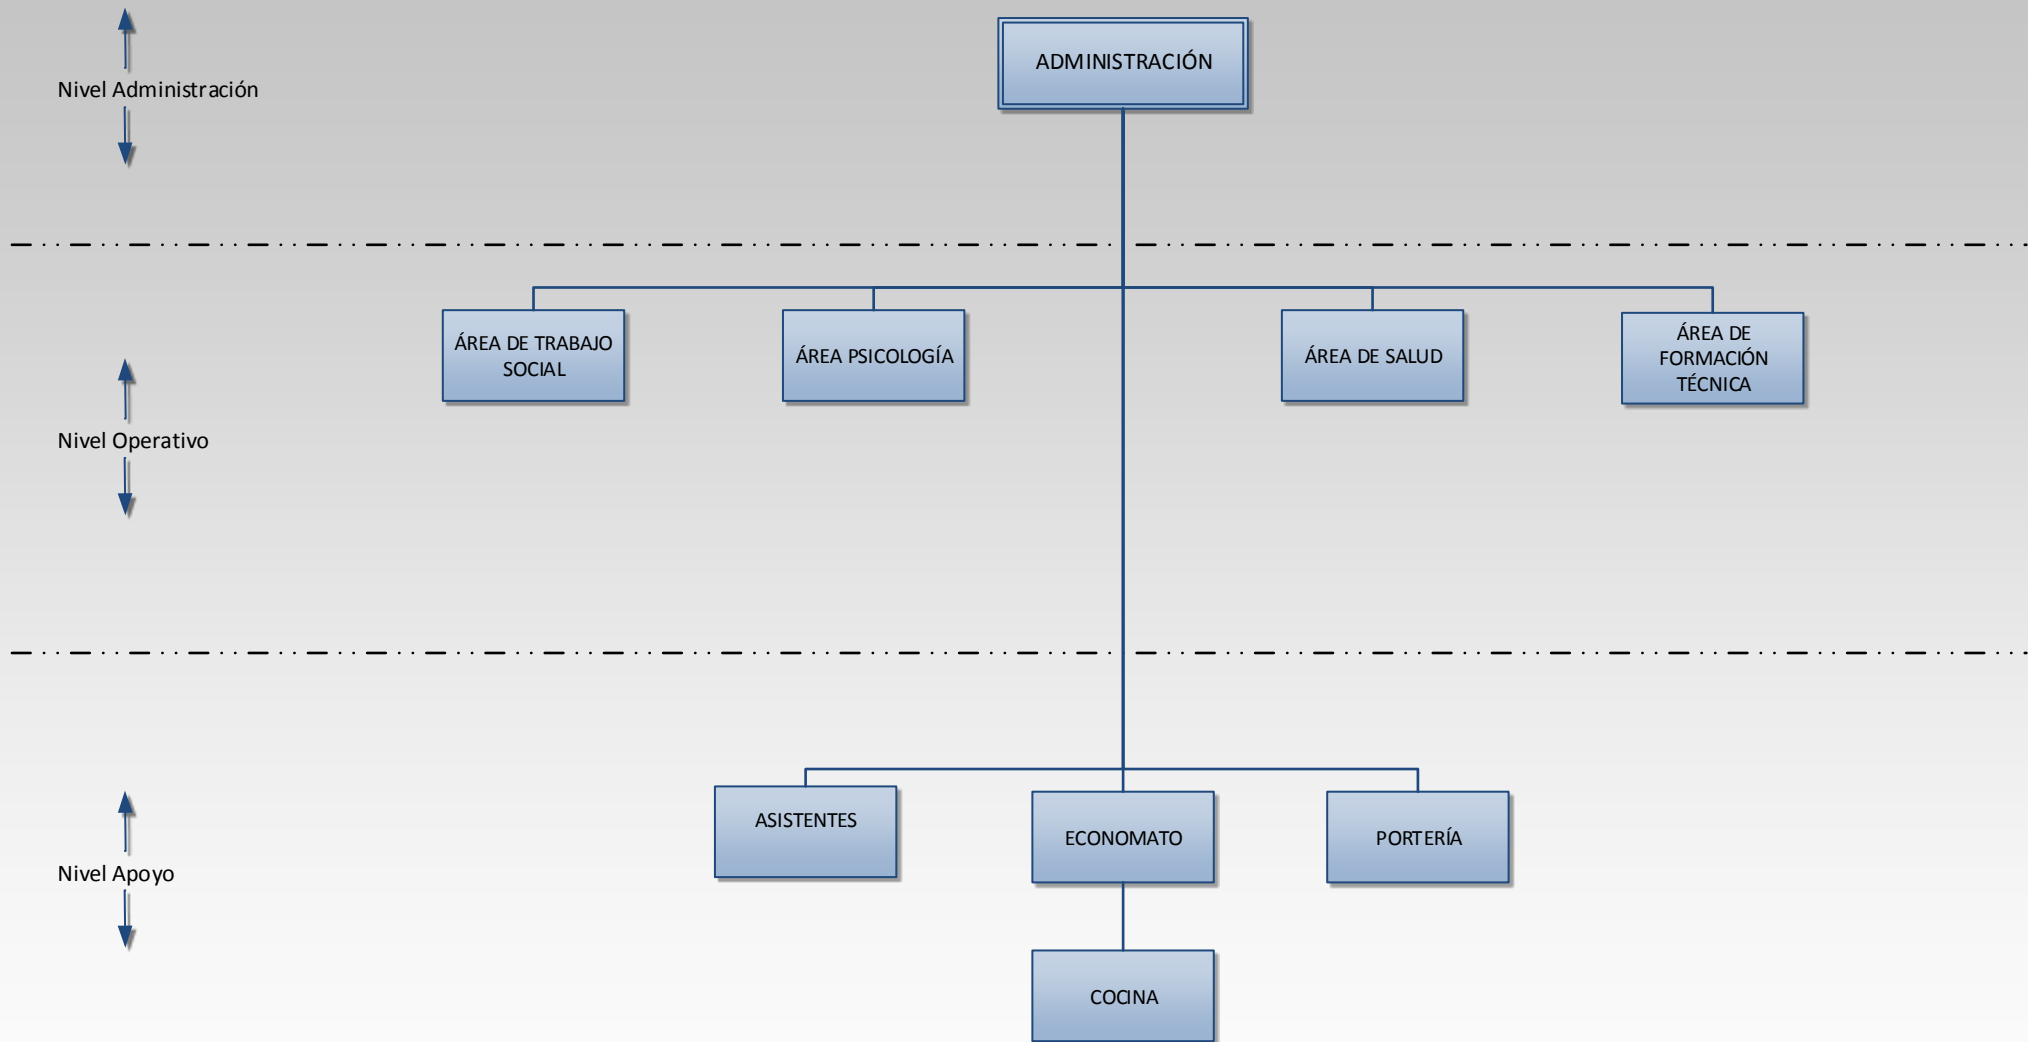 ADMINISTRACIÓN
Nivel Administración
ÁREA DE TRABAJO
SOCIAL
ÁREA PSICOLOGÍA
ÁREA DE SALUD
ÁREA DE
FORMACIÓN
TÉCNICA
Nivel Operativo
ASISTENTES
ECONOMATO
PORTERÍA
Nivel Apoyo
COCINA